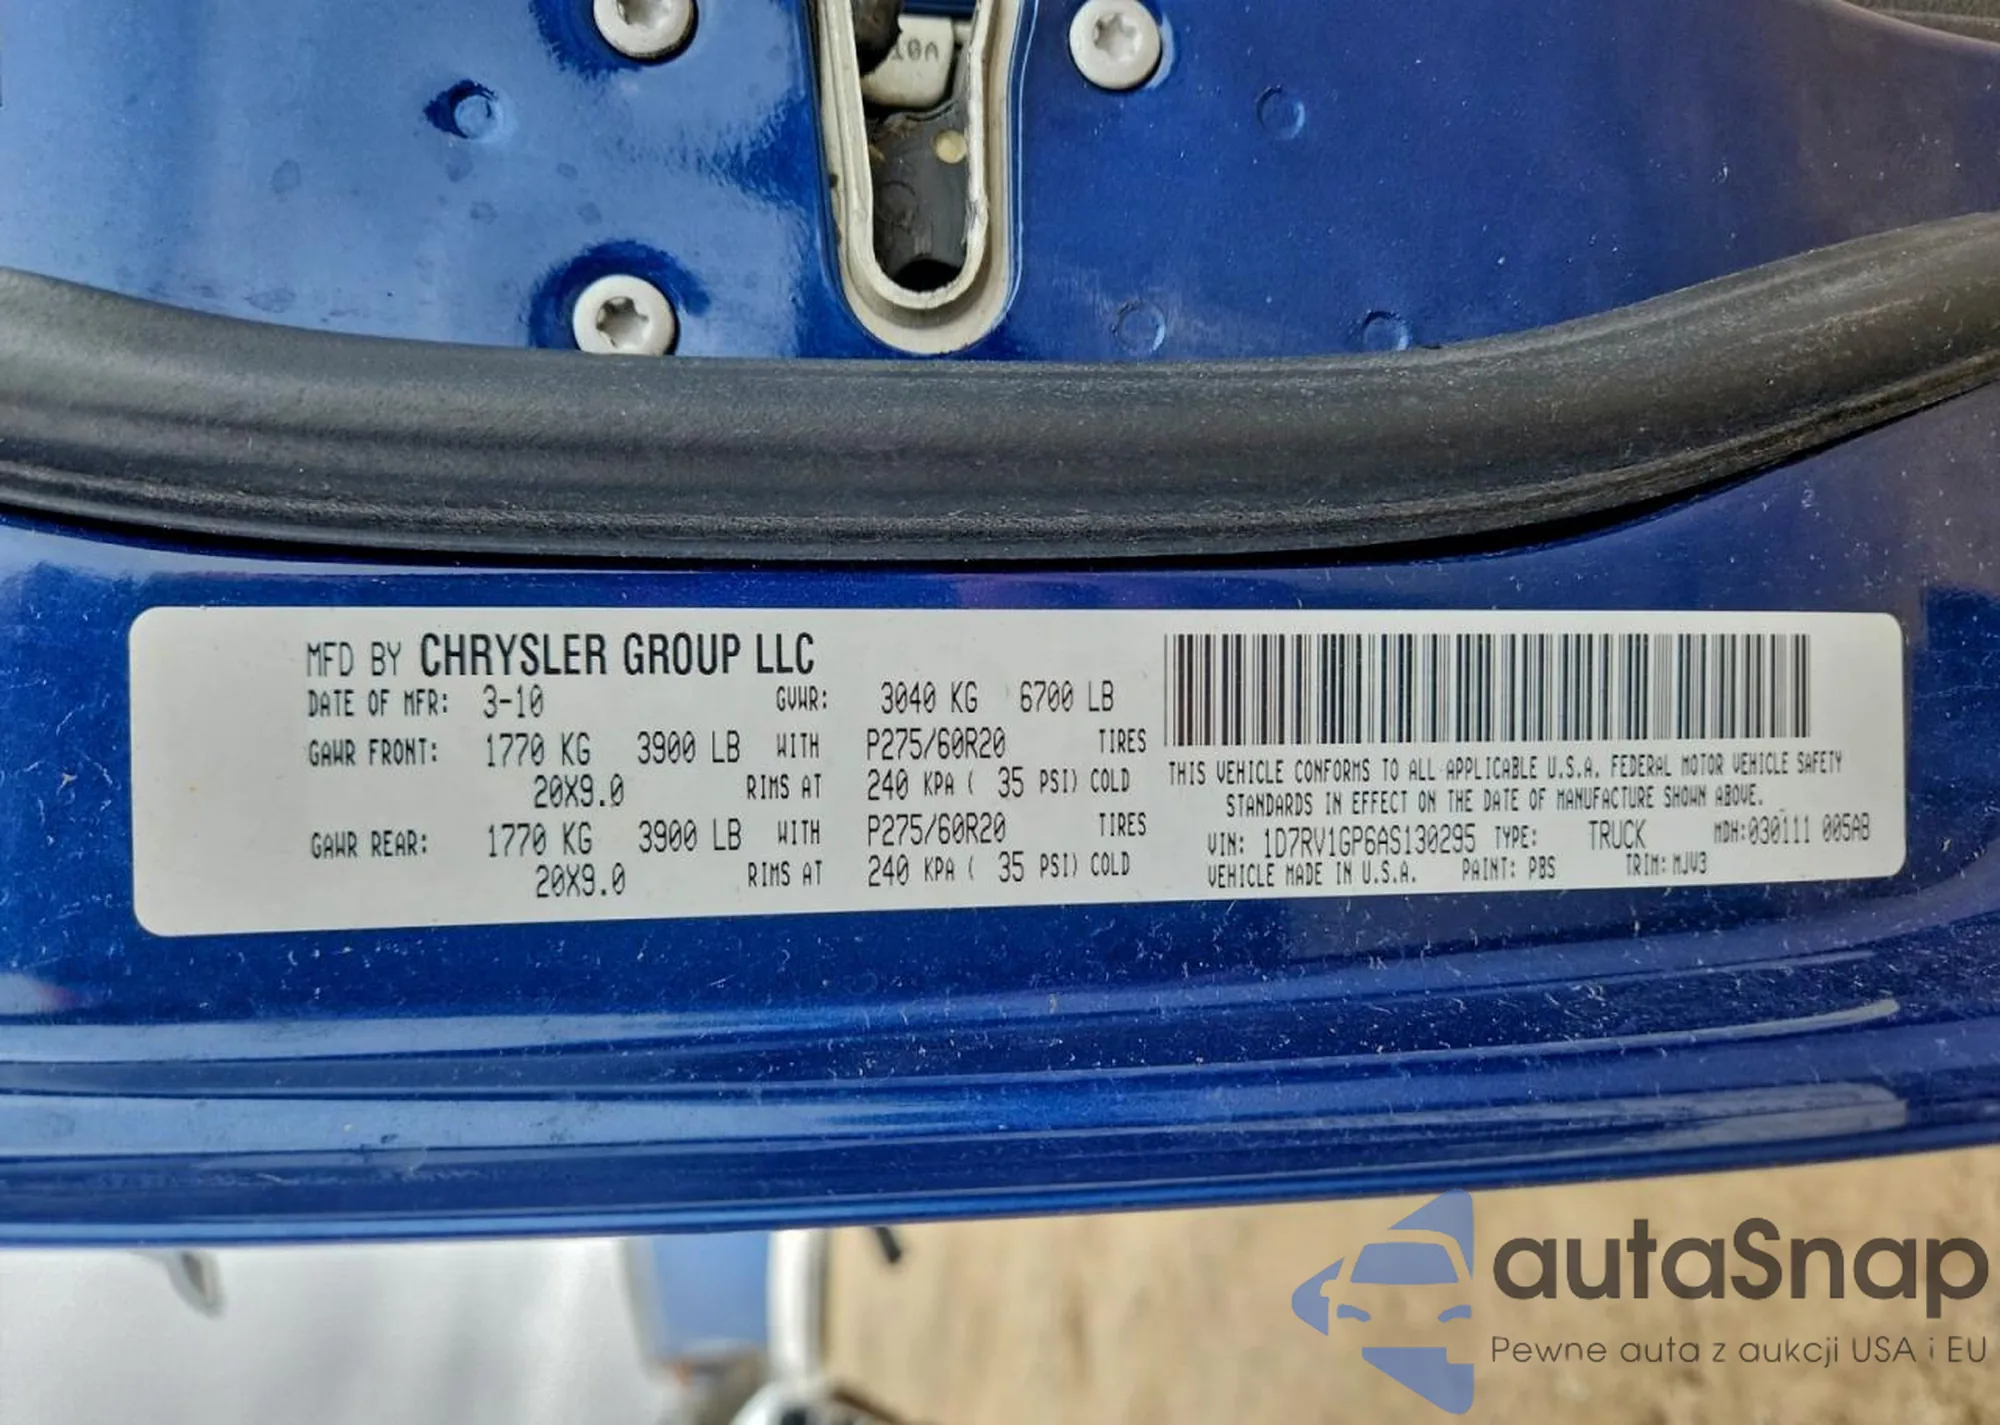 10A
MFD BY CHRYSLER GROUP LLC
DATE OF MFR: 3-10 GVWR: 3040 KG 6700 LB
GAWR FRONT: 1770 KG 3900 LB WITH P275/60R20 TIRES
20X9.0 RIMS AT 240 KPA ( 35 PSI) COLD
GAWR REAR: 1770 KG 3900 LB WITH P275/60R20 TIRES
20X9.0 RIMS AT 240 KPA ( 35 PSI) COLD
THIS VEHICLE CONFORMS TO ALL APPLICABLE U.S.A. FEDERAL MOTOR VEHICLE SAFETY
STANDARDS IN EFFECT ON THE DATE OF MANUFACTURE SHOWN ABOVE.
VIN: 1D7RV1GP6AS130295 TYPE: TRUCK MDH:030111 005AB
VEHICLE MADE IN U.S.A. PAINT: PBS TRIM: MJV3
autaSnap
Pewne auta z aukcji USA i EU